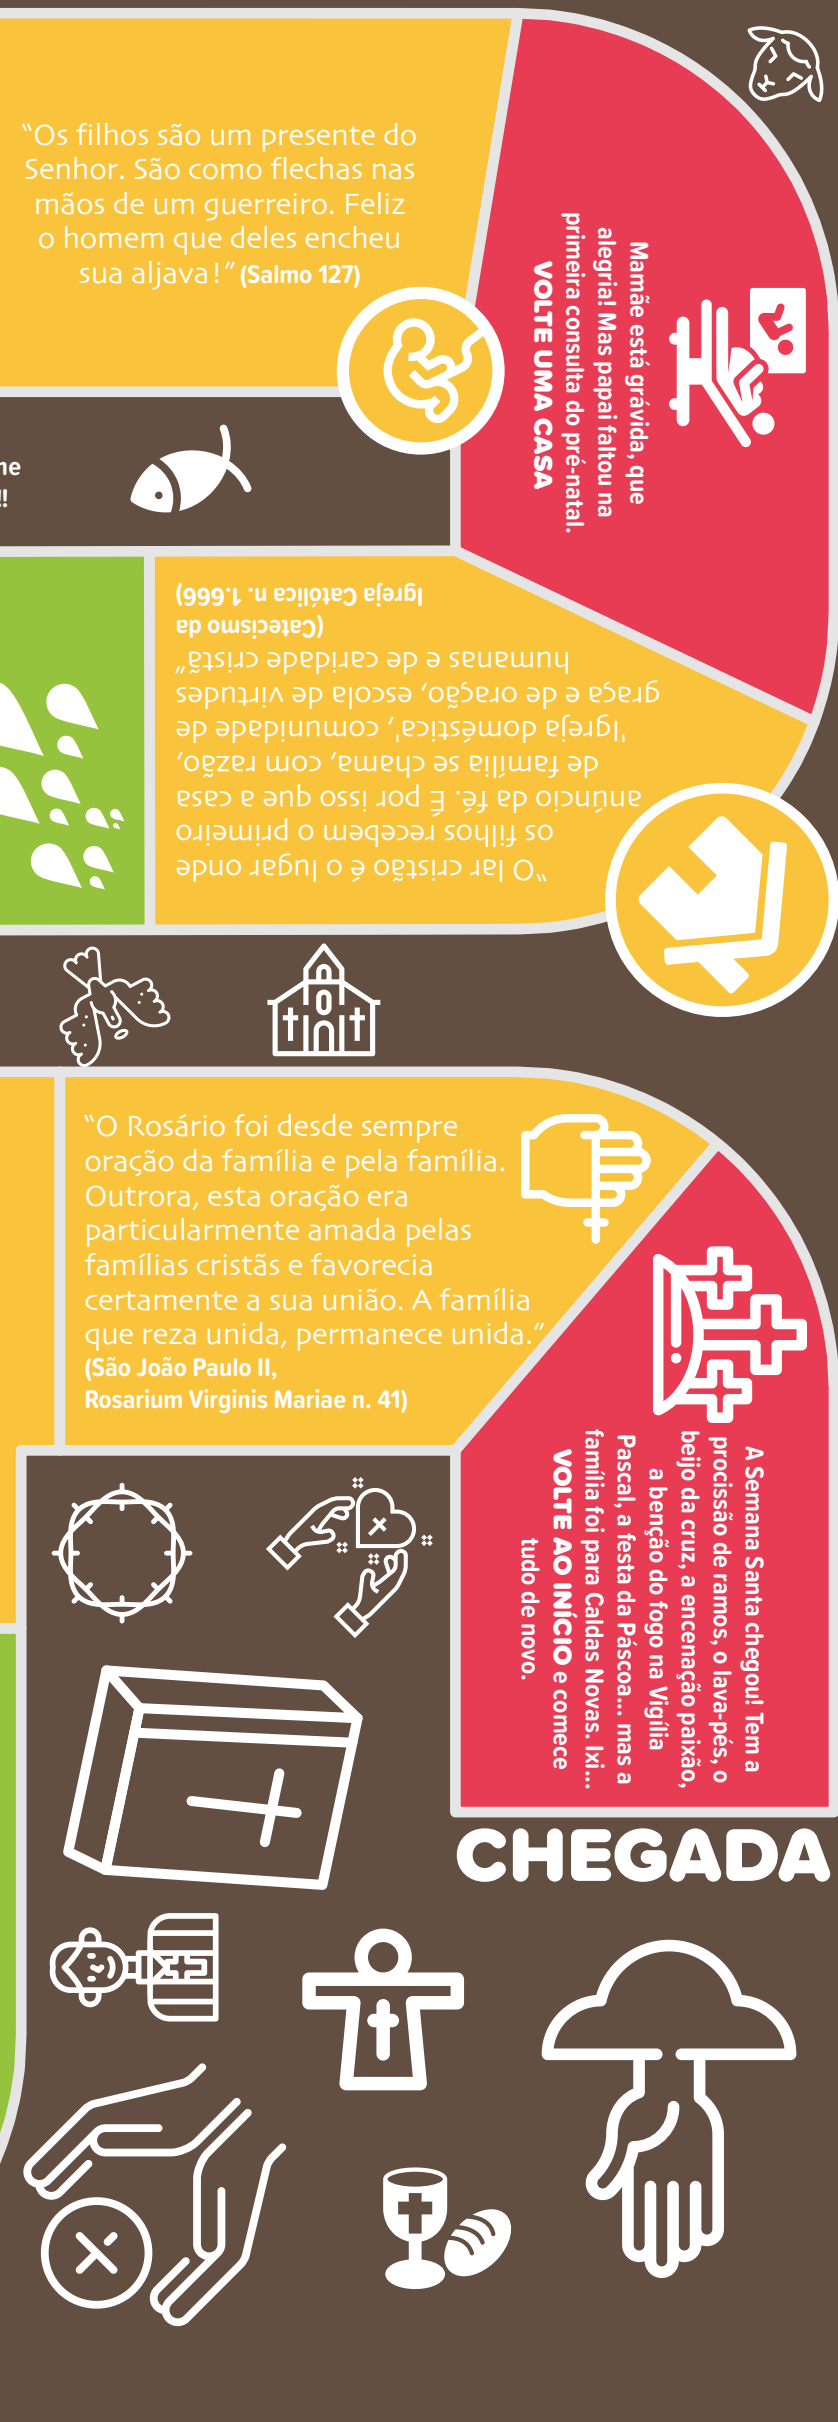 “Os filhos são um presente do
Senhor. São como flechas nas
mãos de um guerreiro. Feliz
o homem que deles encheu
sua aljava!” (Salmo 127)
Mamãe está grávida, que
alegria! Mas papai faltou na
primeira consulta do pré-natal.
VOLTE UMA CASA
“O lar cristão é o lugar onde
os filhos recebem o primeiro
anúncio da fé. É por isso que a casa
de família se chama, com razão,
'Igreja doméstica', comunidade de
graça e de oração, escola de virtudes
humanas e de caridade cristã”
(Catecismo da
Igreja Católica n. 1.666)
“O Rosário foi desde sempre
oração da família e pela família.
Outrora, esta oração era
particularmente amada pelas
famílias cristãs e favorecia
certamente a sua união. A família
que reza unida, permanece unida.”
(São João Paulo II,
Rosarium Virginis Mariae n. 41)
A Semana Santa chegou! Tem a
procissão de ramos, o lava-pés, o
beijo da cruz, a encenação paixão,
a benção do fogo na Vigília
Pascal, a festa da Páscoa... mas a
família foi para Caldas Novas. Ixi...
VOLTE AO INÍCIO e comece
tudo de novo.
CHEGADA